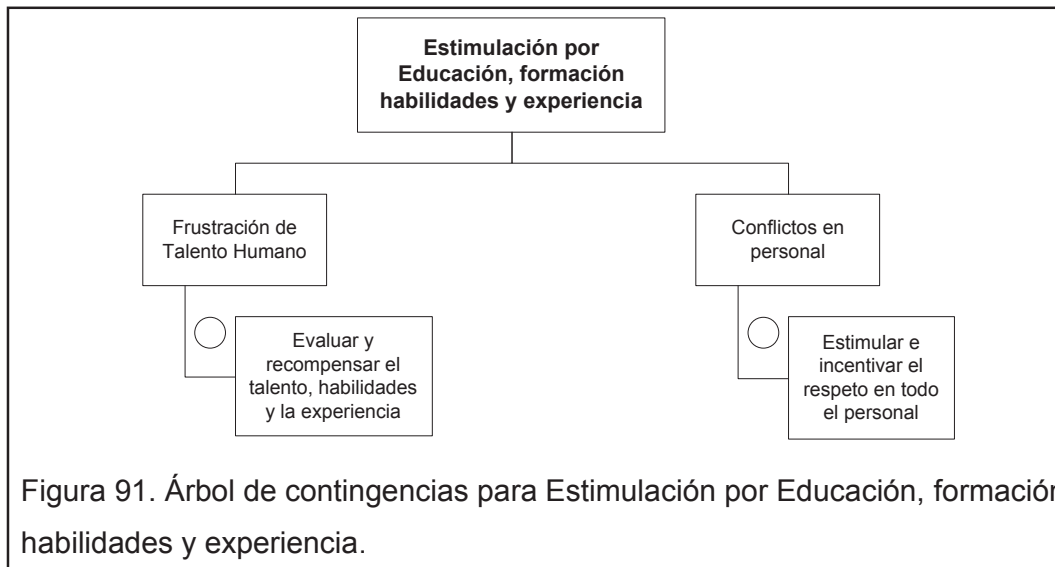 Estimulación por
Educación, formación
habilidades y experiencia
Frustración de
Talento Humano
Conflictos en
personal
Evaluar y
recompensar el
talento, habilidades
y la experiencia
Estimular e
incentivar el
respeto en todo
el personal
Figura 91. Árbol de contingencias para Estimulación por Educación, formación
habilidades y experiencia.